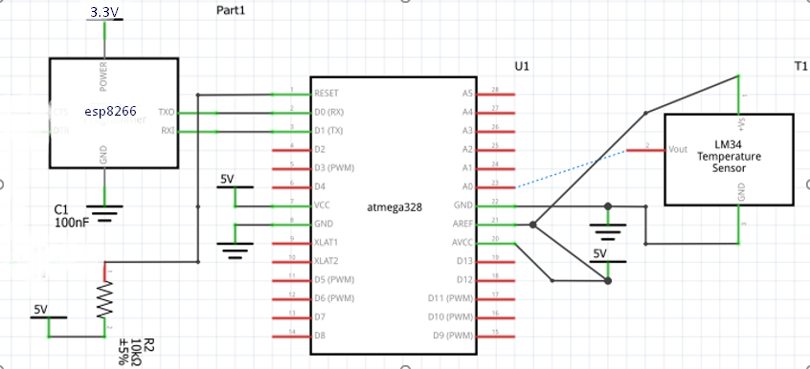 3.3V
Part1
POWER
esp8266
TXO
RXI
GND
C1
100nF
5V
R2
10kΩ
±5%
5V
U1
atmega328
1 RESET
2 D0 (RX)
3 D1 (TX)
4 D2
5 D3 (PWM)
6 D4
7 VCC
8 GND
9 XLAT1
10 XLAT2
11 D5 (PWM)
12 D6 (PWM)
13 D7
14 D8
A5 28
A4 27
A3 26
A2 25
A1 24
A0 23
GND 22
AREF 21
AVCC 20
D13 19
D12 18
D11 (PWM) 17
D10 (PWM) 16
D9 (PWM) 15
5V
T1
1
+Vs
2 Vout
LM34
Temperature
Sensor
GND
3